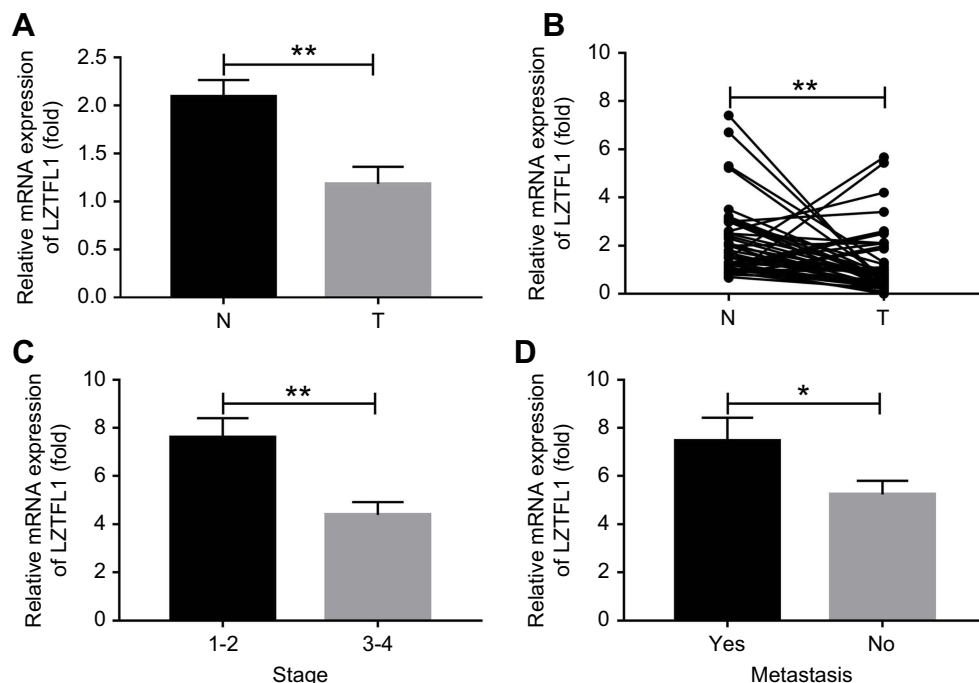 A
Relative mRNA expression
of LZTFL1 (fold)
2.5
2.0
1.5
1.0
0.5
0.0
**
N
T
B
Relative mRNA expression
of LZTFL1 (fold)
10
8
6
4
2
0
**
N
T
C
Relative mRNA expression
of LZTFL1 (fold)
10
8
6
4
2
0
**
1-2
3-4
Stage
D
Relative mRNA expression
of LZTFL1 (fold)
10
8
6
4
2
0
*
Yes
No
Metastasis